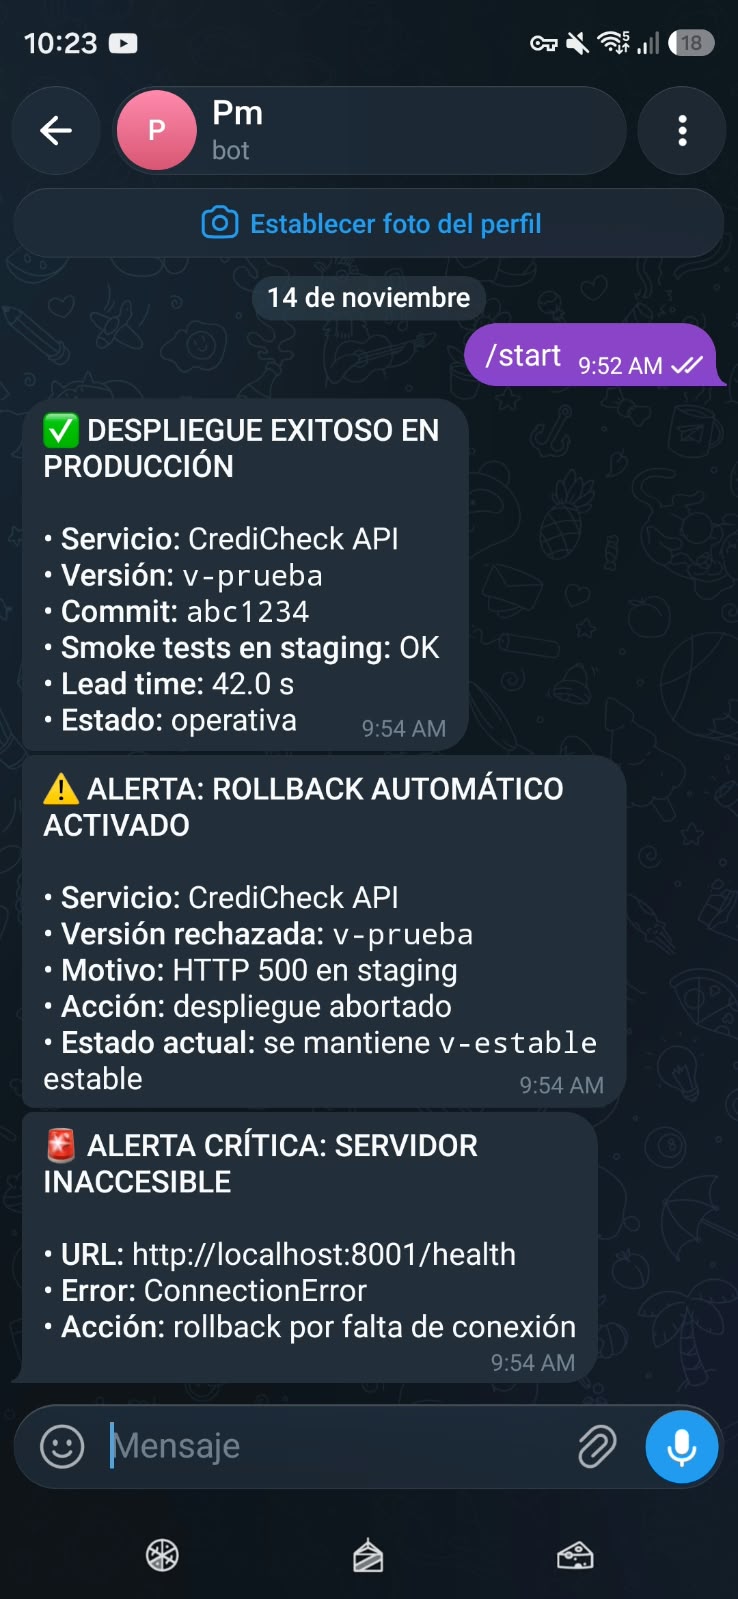 10:23
5
18
P
Pm
bot
Establecer foto del perfil
14 de noviembre
/start 9:52 AM
✅ DESPLIEGUE EXITOSO EN
PRODUCCIÓN
• Servicio: CrediCheck API
• Versión: v-prueba
• Commit: abc1234
• Smoke tests en staging: OK
• Lead time: 42.0 s
• Estado: operativa 9:54 AM
⚠️ ALERTA: ROLLBACK AUTOMÁTICO
ACTIVADO
• Servicio: CrediCheck API
• Versión rechazada: v-prueba
• Motivo: HTTP 500 en staging
• Acción: despliegue abortado
• Estado actual: se mantiene v-estable
estable 9:54 AM
🚨 ALERTA CRÍTICA: SERVIDOR
INACCESIBLE
• URL: http://localhost:8001/health
• Error: ConnectionError
• Acción: rollback por falta de conexión
9:54 AM
Mensaje